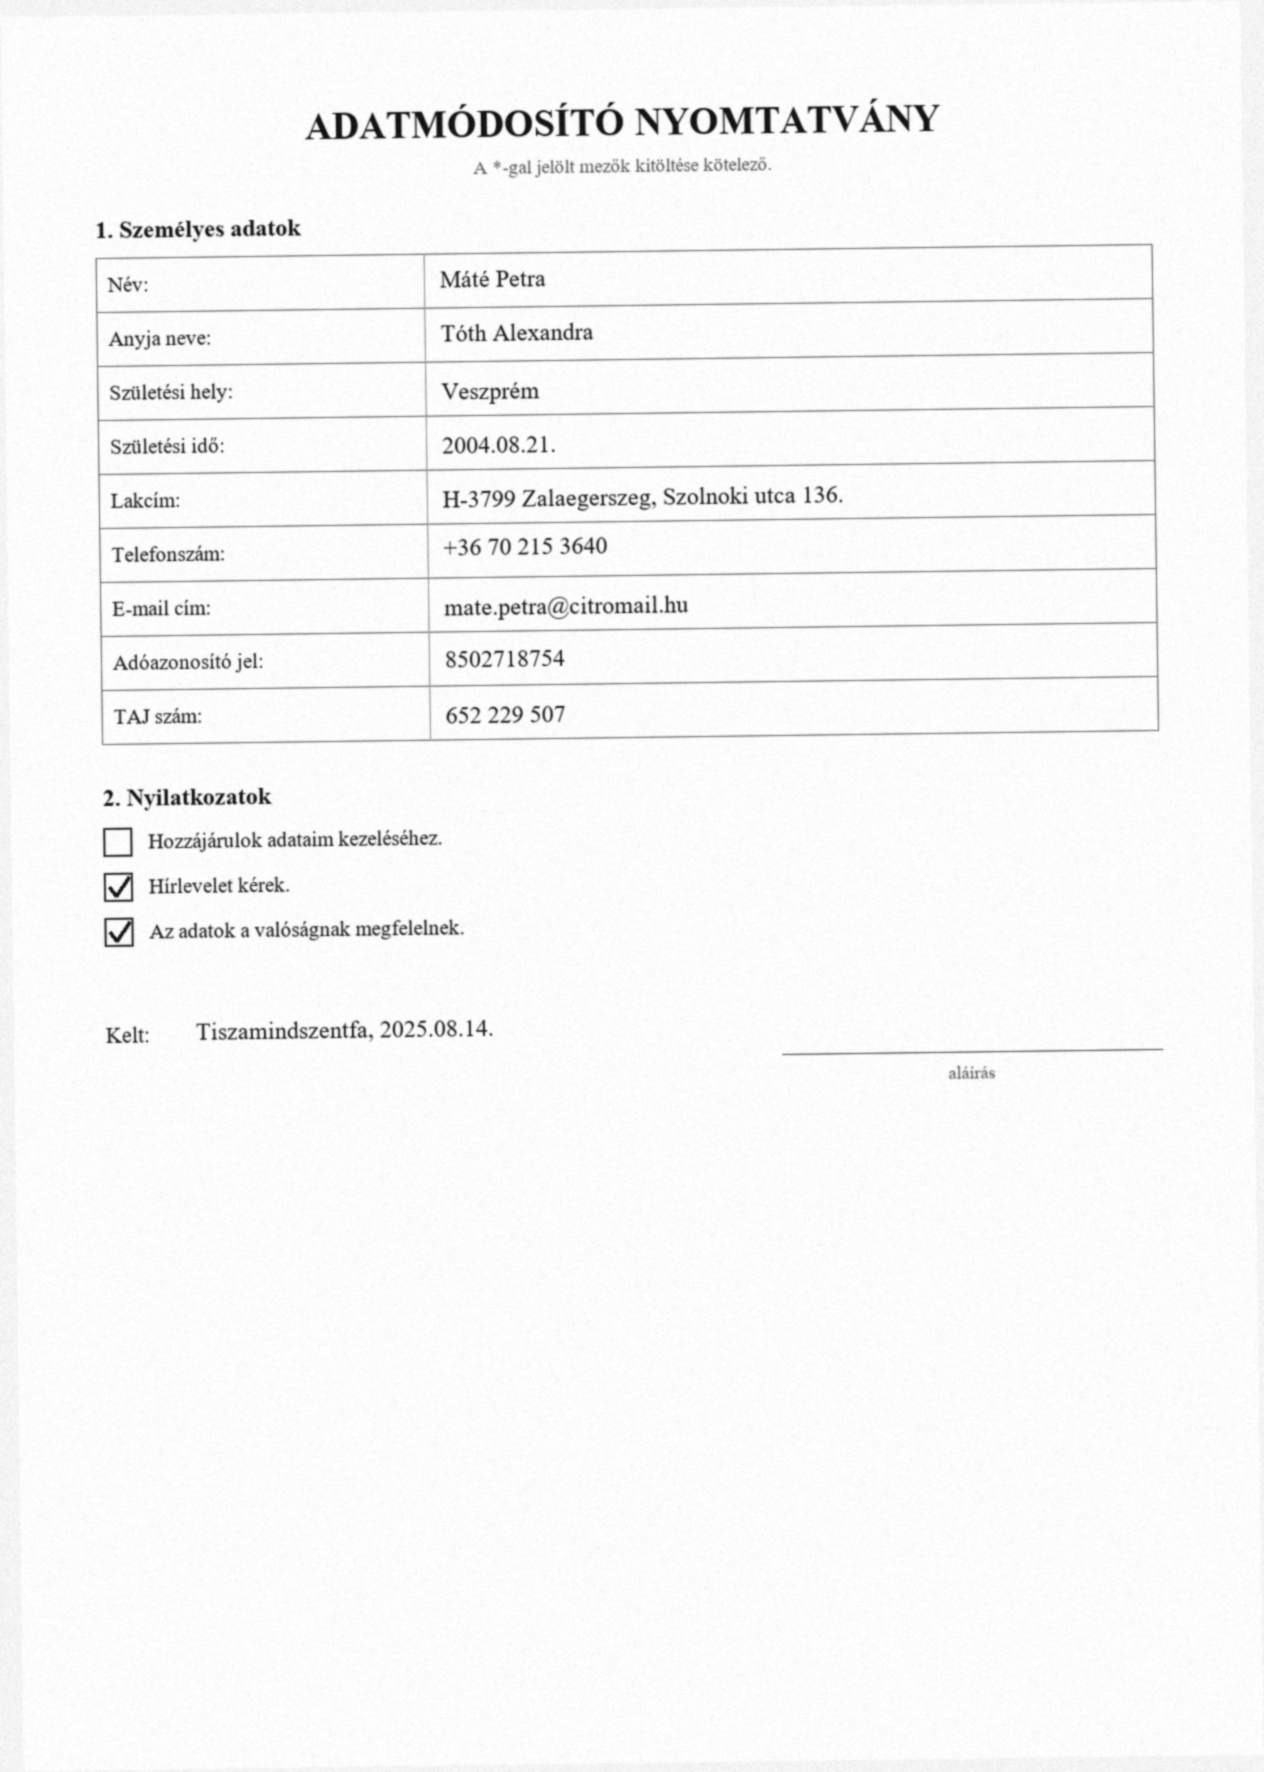 ADATMÓDOSÍTÓ NYOMTATVÁNY
A *-gal jelölt mezők kitöltése kötelező.
1. Személyes adatok
Név: Máté Petra
Anyja neve: Tóth Alexandra
Születési hely: Veszprém
Születési idő: 2004.08.21.
Lakcím: H-3799 Zalaegerszeg, Szolnoki utca 136.
Telefonszám: +36 70 215 3640
E-mail cím: mate.petra@citromail.hu
Adóazonosító jel: 8502718754
TAJ szám: 652 229 507
2. Nyilatkozatok
Hozzájárulok adataim kezeléséhez.
Hírlevelet kérek.
Az adatok a valóságnak megfelelnek.
Kelt: Tiszamindszentfa, 2025.08.14.
aláírás